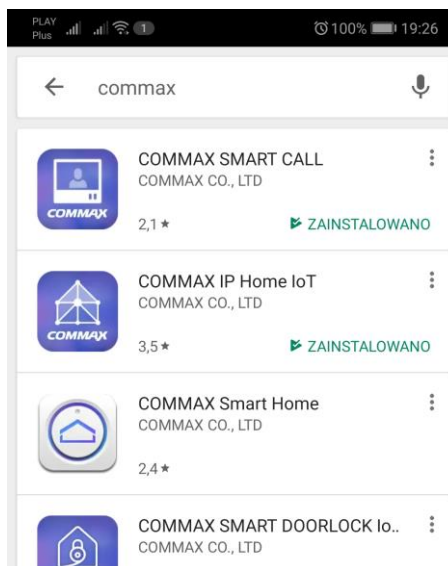 PLAY
Plus
1
100%
19:26
commax
COMMAX
COMMAX SMART CALL
COMMAX CO., LTD
2,1★
ZAINSTALOWANO
COMMAX
COMMAX IP Home IoT
COMMAX CO., LTD
3,5★
ZAINSTALOWANO
COMMAX Smart Home
COMMAX CO., LTD
2,4★
COMMAX SMART DOORLOCK Io..
COMMAX CO., LTD